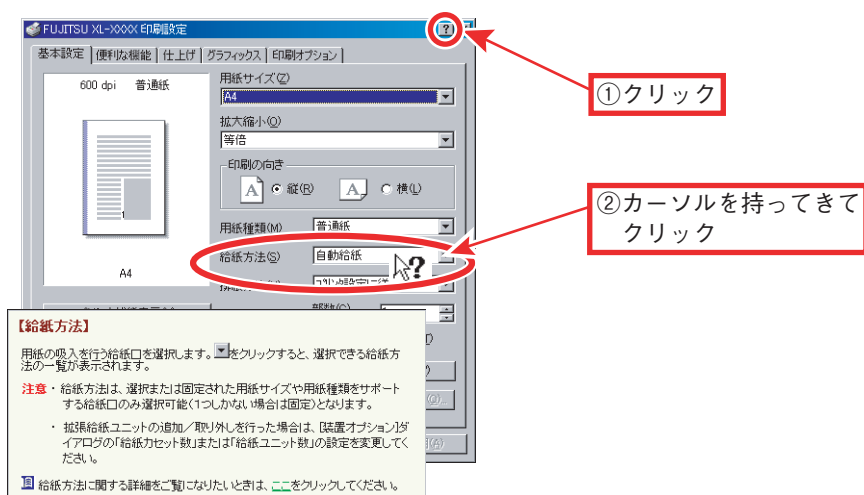 FUJITSU XL-XXXX 印刷設定
?
基本設定 便利な機能 仕上げ グラフィックス 印刷オプション
600 dpi 普通紙
用紙サイズ(Z)
A4
①クリック
拡大縮小(Q)
等倍
印刷の向き
A 縦(R) A 横(L)
1
②カーソルを持ってきて
クリック
用紙種類(M) 普通紙
給紙方法(S) 自動給紙
?
A4
部数(C)
【給紙方法】
用紙の吸入を行う給紙口を選択します。をクリックすると、選択できる給紙方
法の一覧が表示されます。
注意・給紙方法は、選択または固定された用紙サイズや用紙種類をサポート
する給紙口のみ選択可能(1つしかない場合は固定)となります。
・ 拡張給紙ユニットの追加／取り外しを行った場合は、[装置オプション]ダ
イアログの「給紙カセット数」または「給紙ユニット数」の設定を変更してく
ださい。
給紙方法に関する詳細をご覧になりたいときは、ここをクリックしてください。